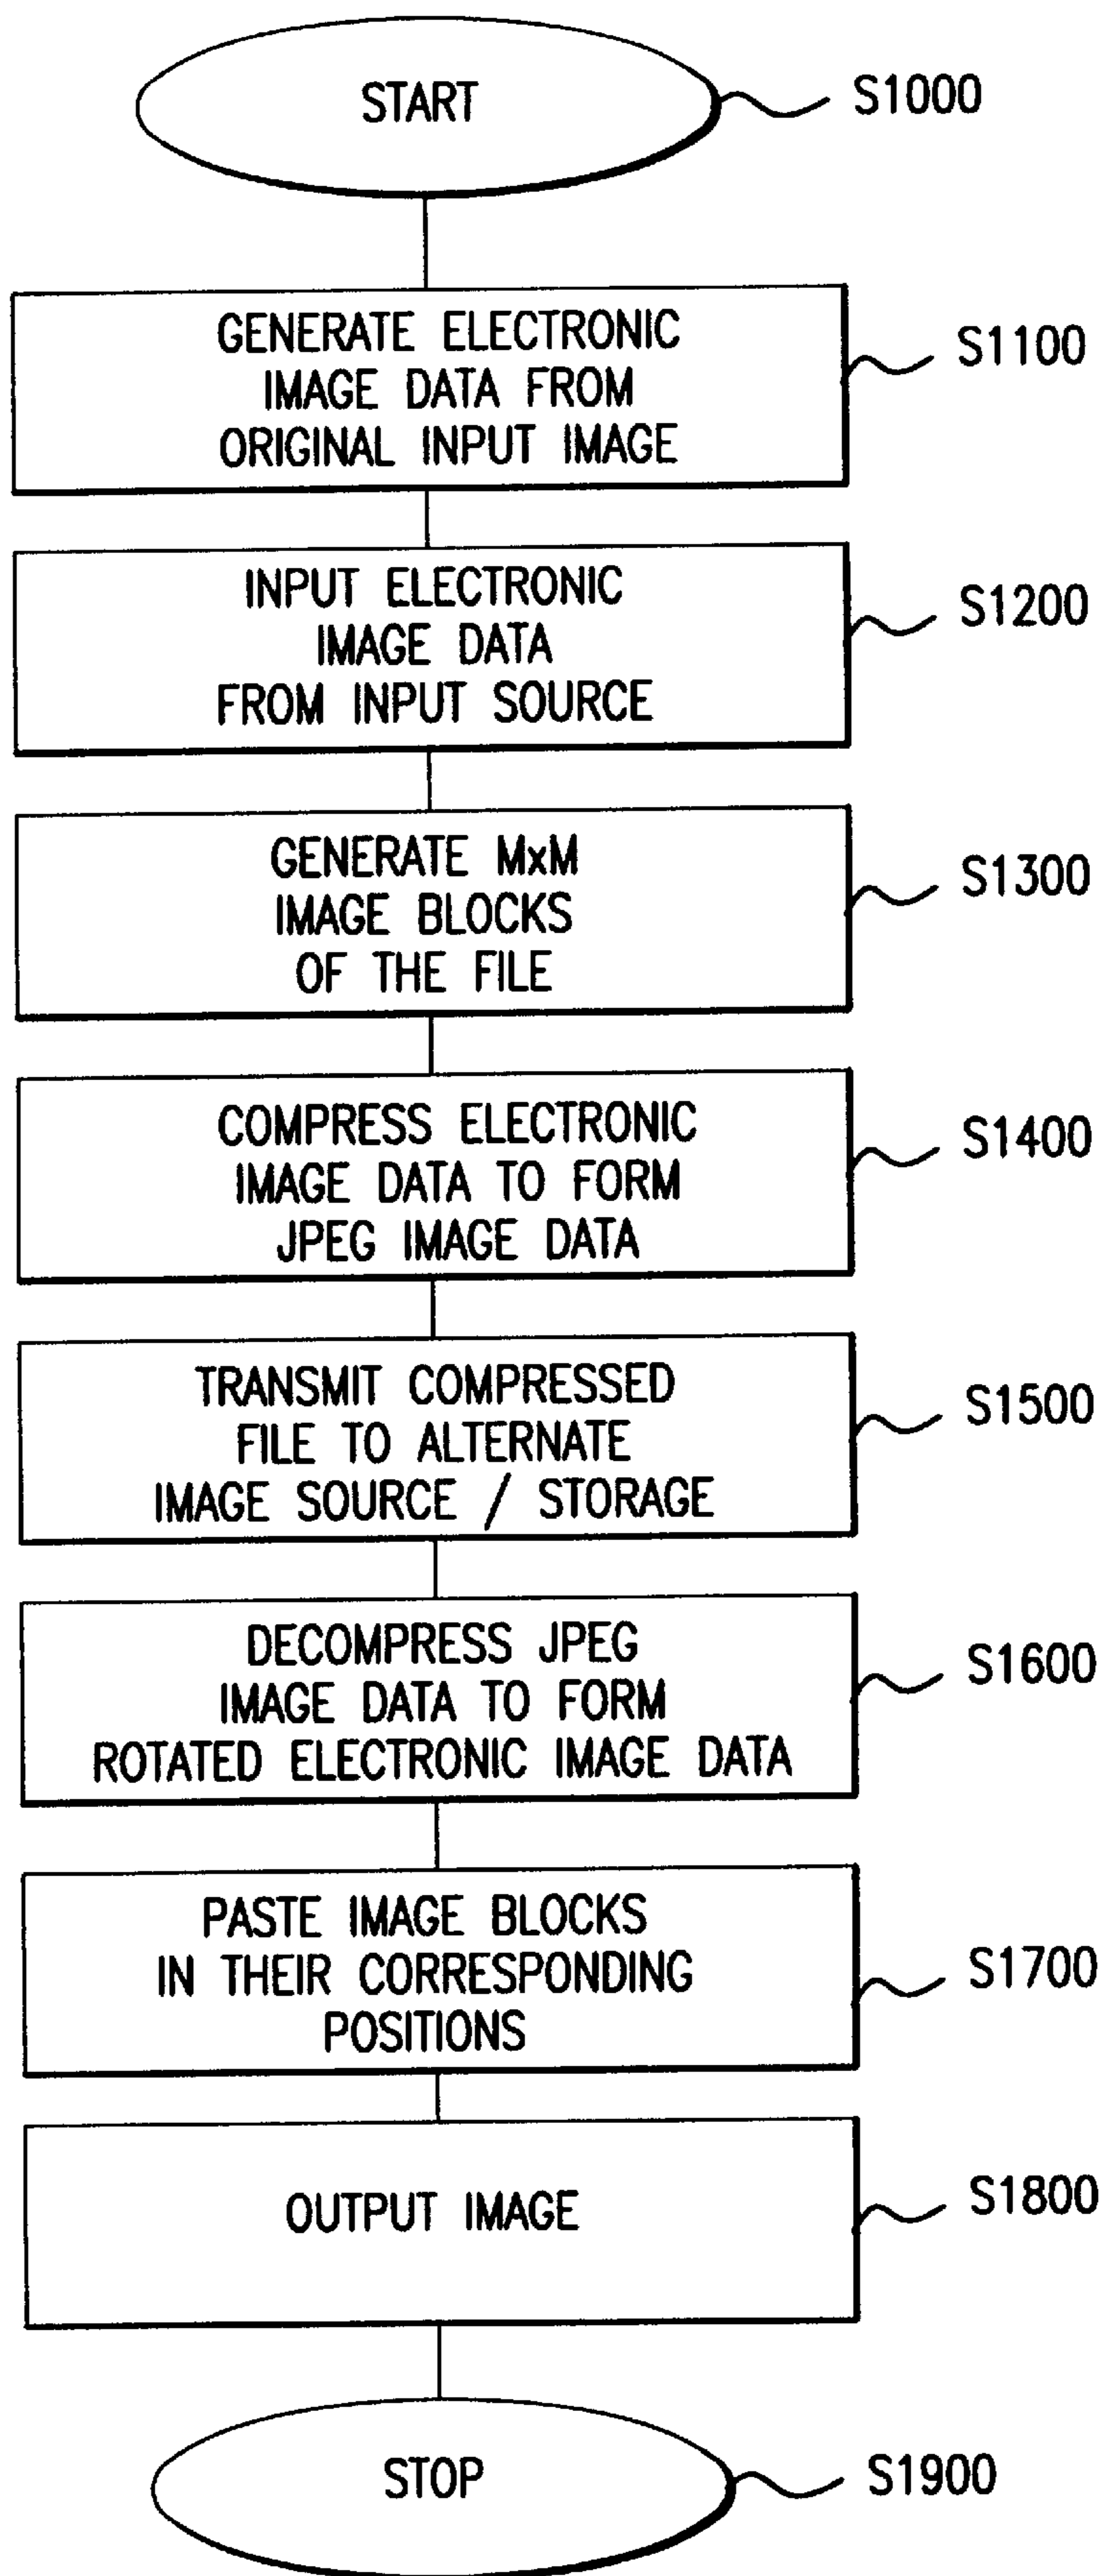 START
S1000
GENERATE ELECTRONIC
IMAGE DATA FROM
ORIGINAL INPUT IMAGE
S1100
INPUT ELECTRONIC
IMAGE DATA
FROM INPUT SOURCE
S1200
GENERATE MxM
IMAGE BLOCKS
OF THE FILE
S1300
COMPRESS ELECTRONIC
IMAGE DATA TO FORM
JPEG IMAGE DATA
S1400
TRANSMIT COMPRESSED
FILE TO ALTERNATE
IMAGE SOURCE / STORAGE
S1500
DECOMPRESS JPEG
IMAGE DATA TO FORM
ROTATED ELECTRONIC IMAGE DATA
S1600
PASTE IMAGE BLOCKS
IN THEIR CORRESPONDING
POSITIONS
S1700
OUTPUT IMAGE
S1800
STOP
S1900